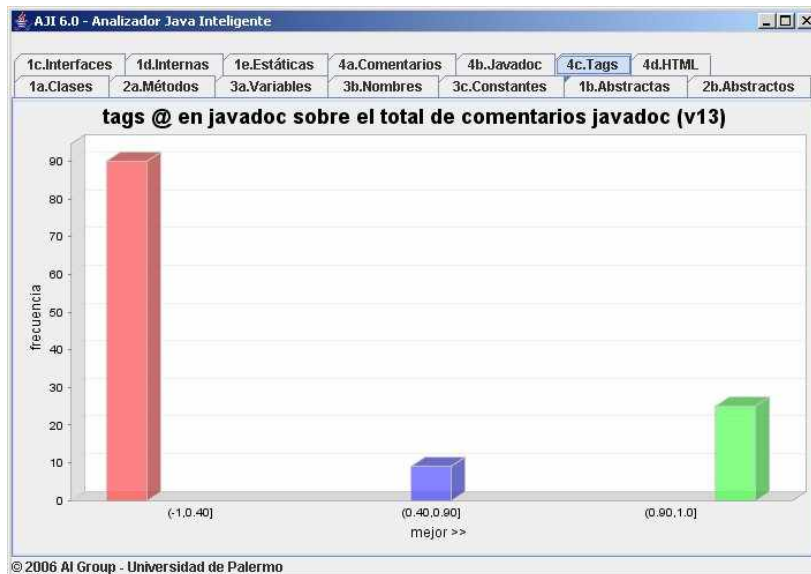 AJI 6.0 - Analizador Java Inteligente
1c.Interfaces 1d.Internas 1e.Estáticas 4a.Comentarios 4b.Javadoc 4c.Tags 4d.HTML
1a.Clases 2a.Métodos 3a.Variables 3b.Nombres 3c.Constantes 1b.Abstractas 2b.Abstractos
tags @ en javadoc sobre el total de comentarios javadoc (v13)
90
80
70
60
50
40
30
20
10
0
frecuencia
(-1,0.40] (0.40,0.90] (0.90,1.0]
mejor >>
© 2006 AI Group - Universidad de Palermo